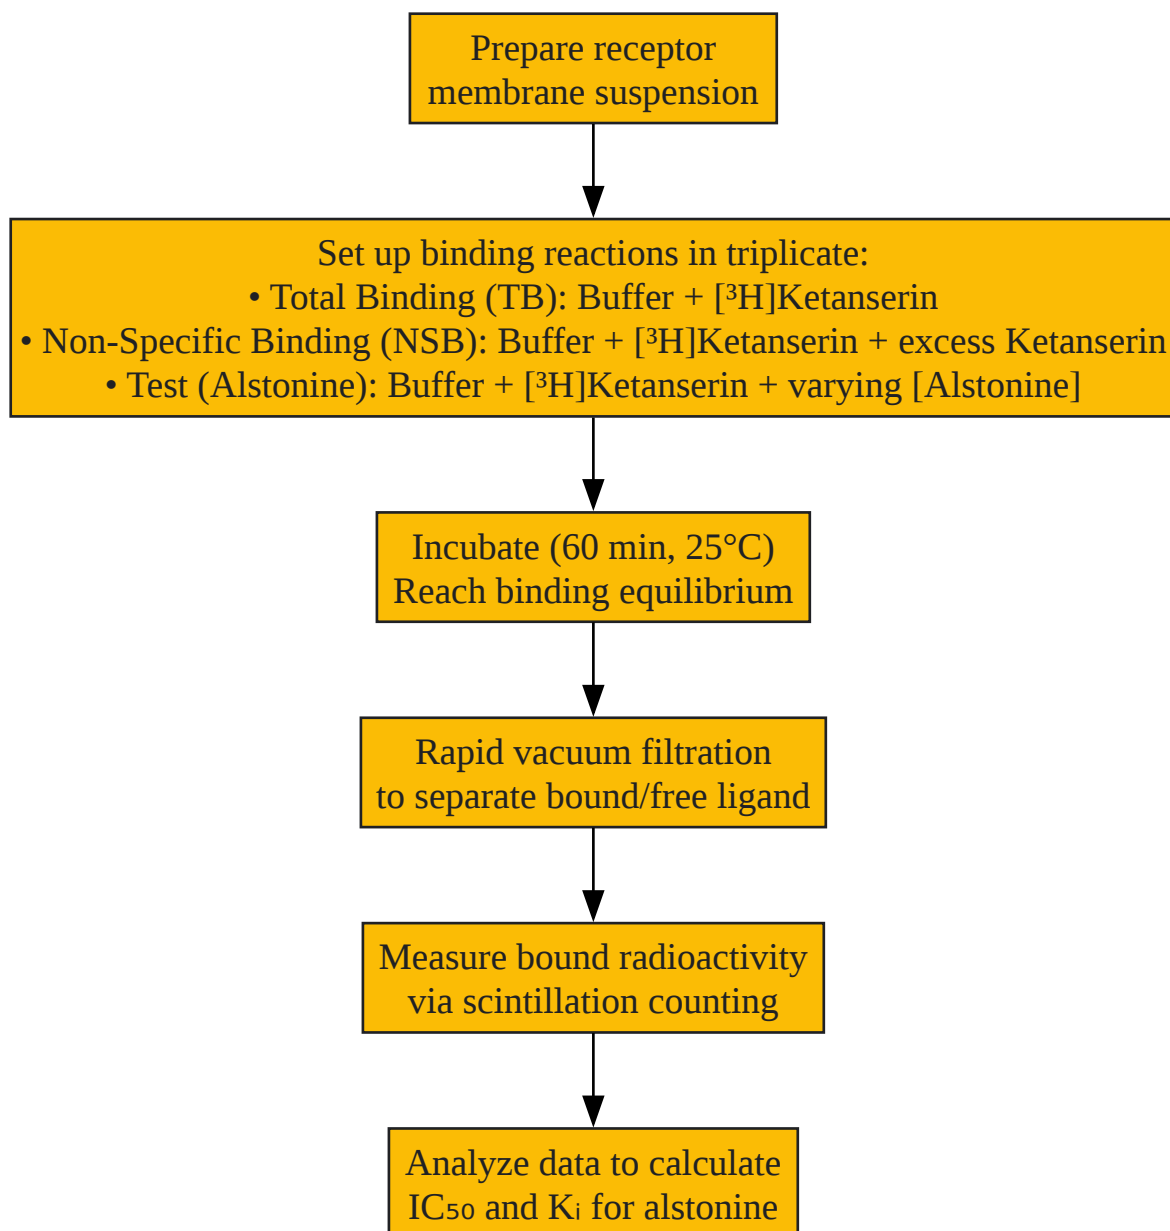 Prepare receptor
membrane suspension
Set up binding reactions in triplicate:
• Total Binding (TB): Buffer + [³H]Ketanserin
• Non-Specific Binding (NSB): Buffer + [³H]Ketanserin + excess Ketanserin
• Test (Alstonine): Buffer + [³H]Ketanserin + varying [Alstonine]
Incubate (60 min, 25°C)
Reach binding equilibrium
Rapid vacuum filtration
to separate bound/free ligand
Measure bound radioactivity
via scintillation counting
Analyze data to calculate
IC₅₀ and Kᵢ for alstonine